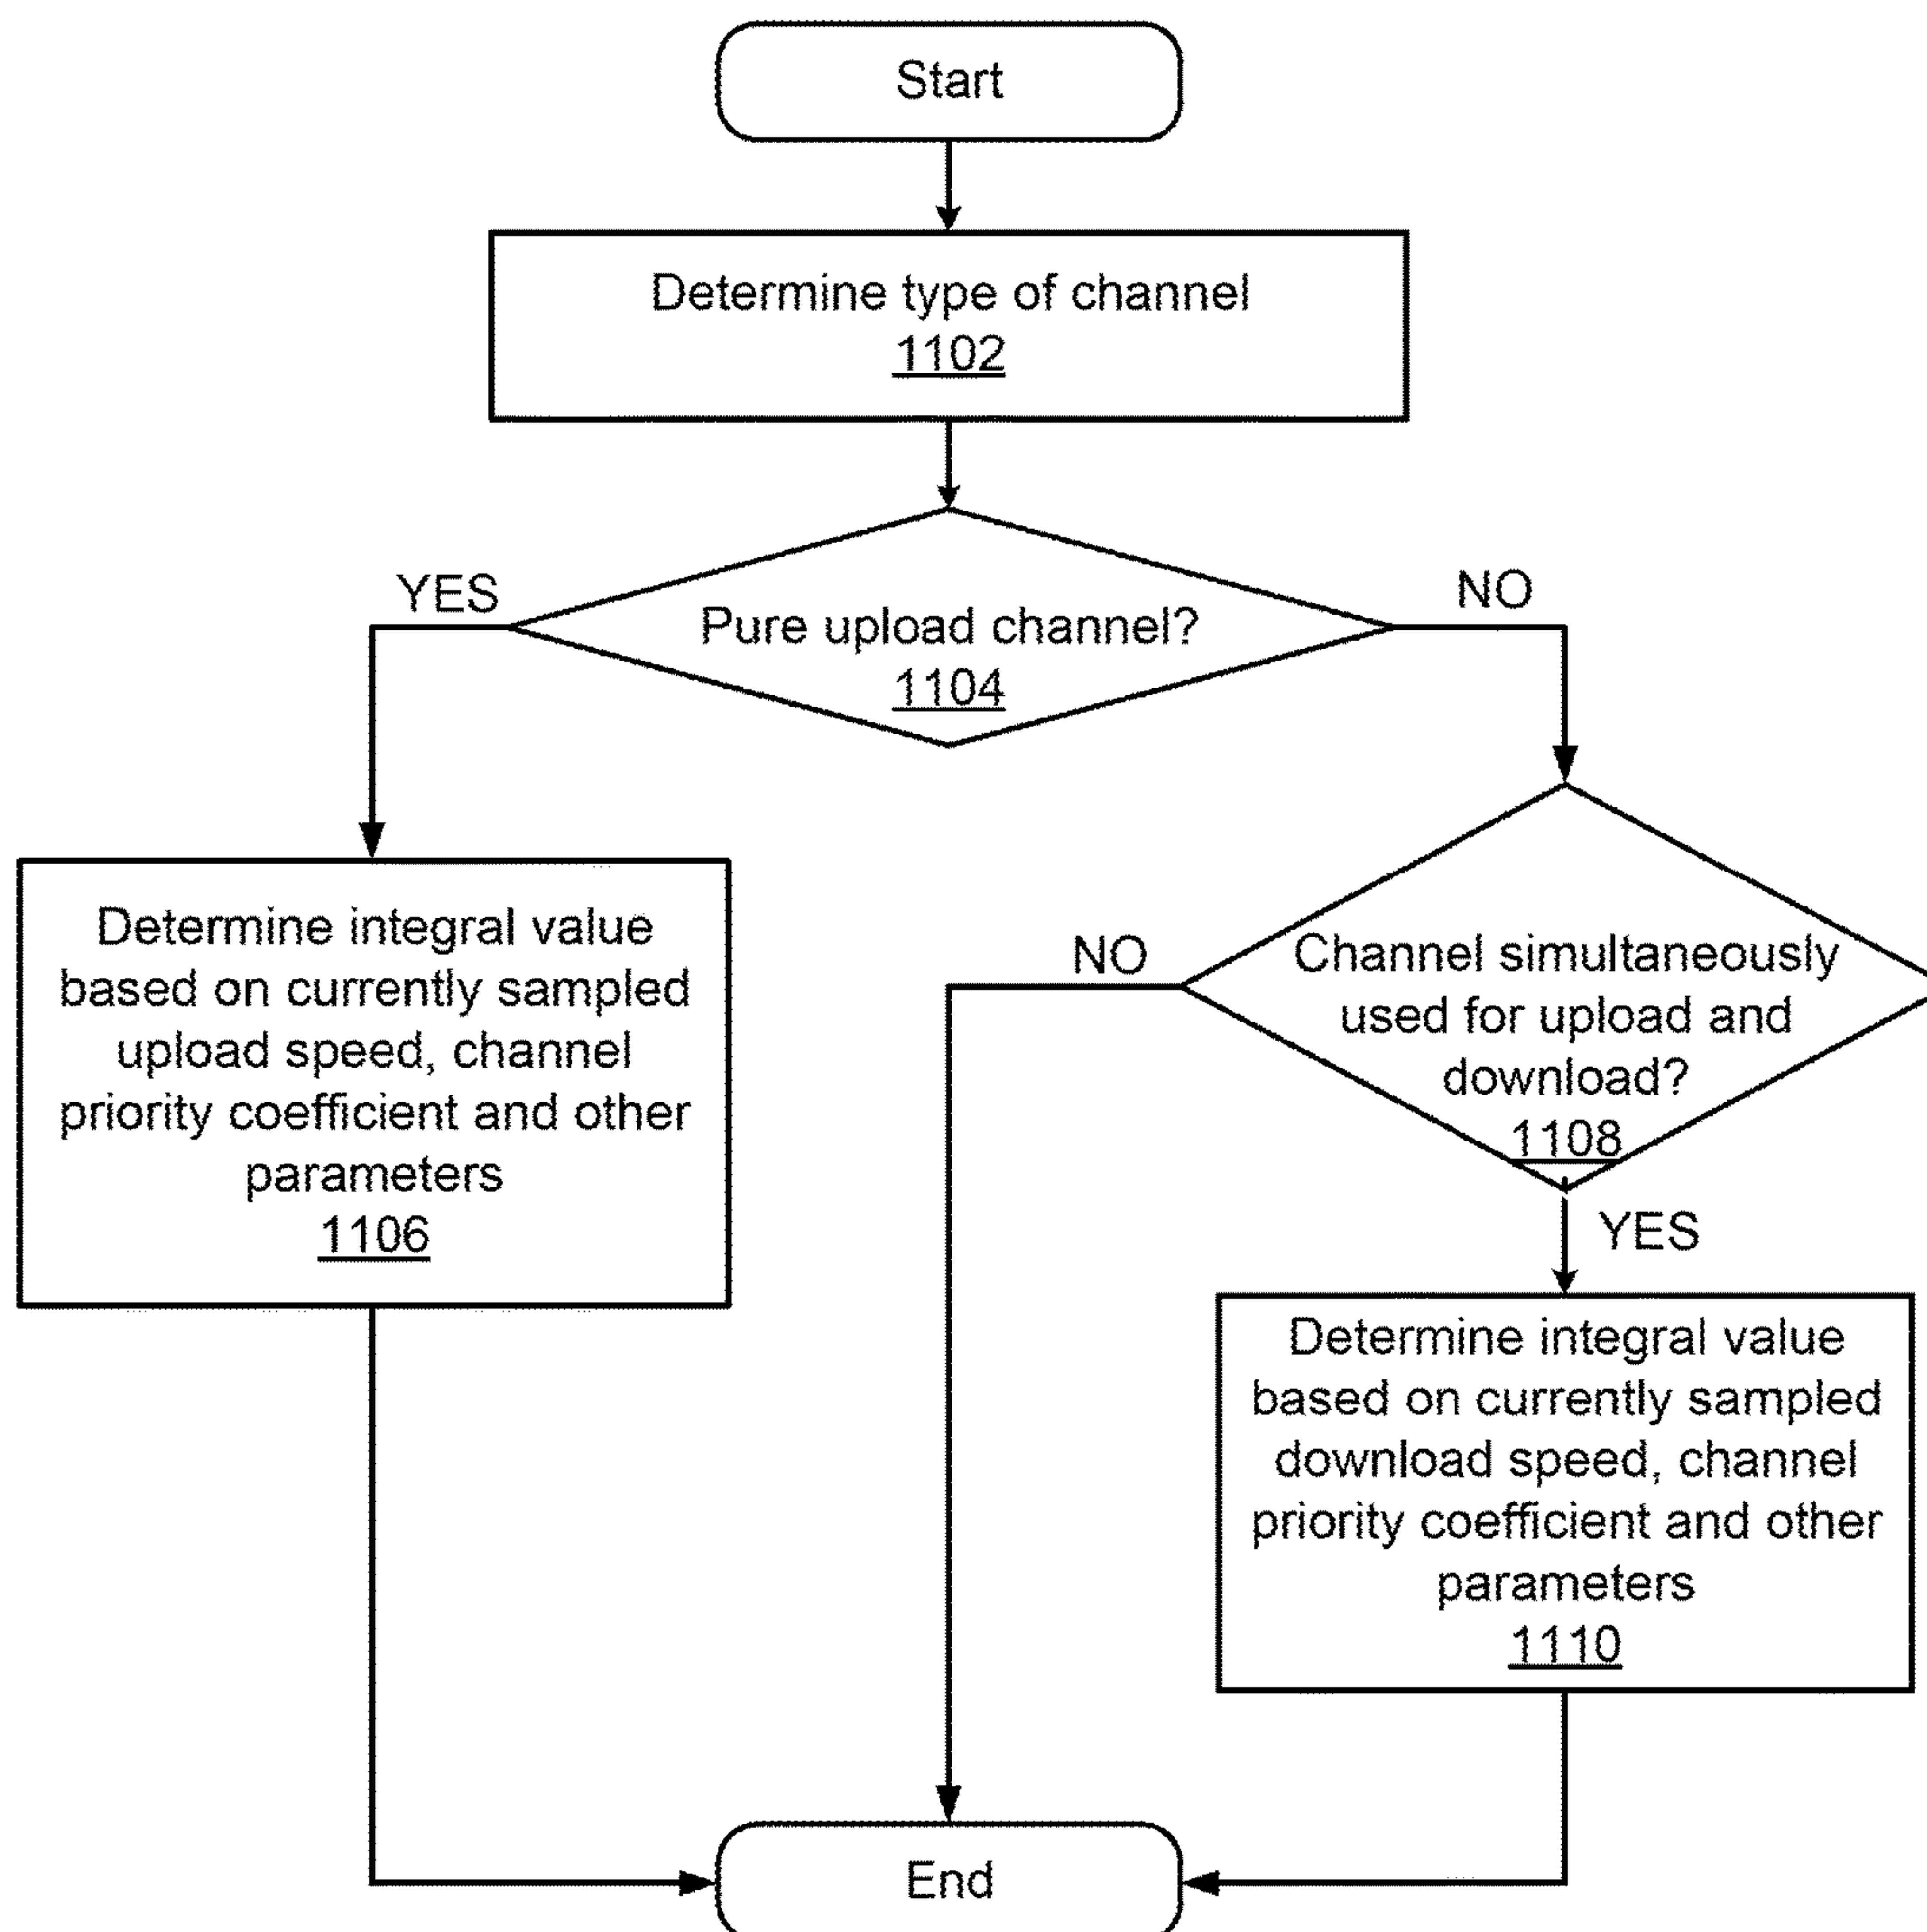 Start
Determine type of channel
1102
YES
NO
Pure upload channel?
1104
Determine integral value
based on currently sampled
upload speed, channel
priority coefficient and other
parameters
1106
NO
Channel simultaneously
used for upload and
download?
1108
YES
Determine integral value
based on currently sampled
download speed, channel
priority coefficient and other
parameters
1110
End